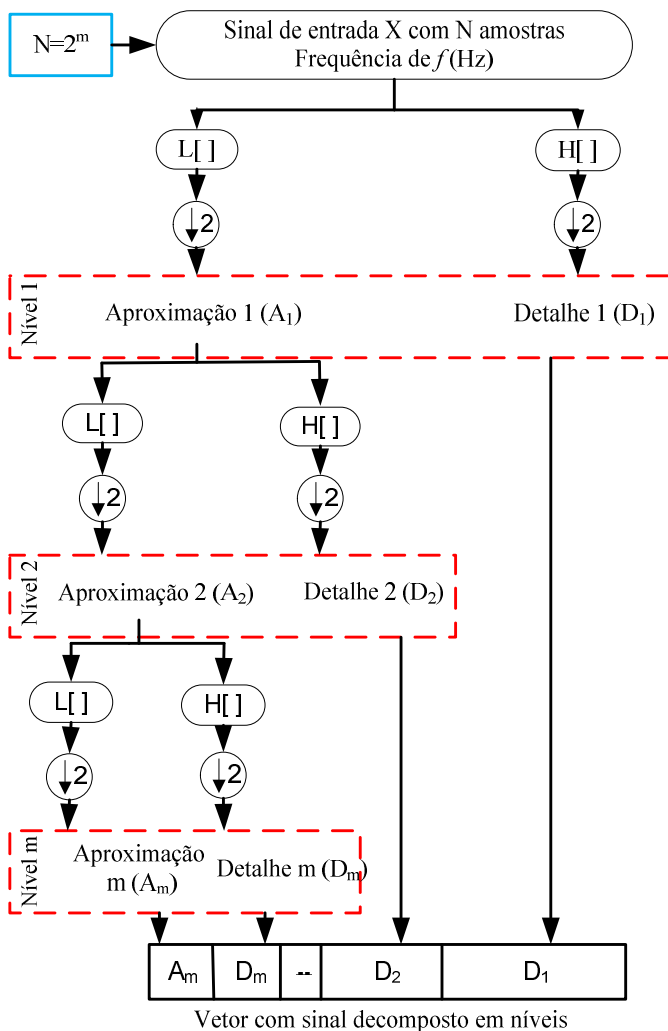 N=2ᵐ
Sinal de entrada X com N amostras
Frequência de f (Hz)
L[ ]
H[ ]
↓2
↓2
Nível 1
Aproximação 1 (A₁)
Detalhe 1 (D₁)
L[ ]
H[ ]
↓2
↓2
Nível 2
Aproximação 2 (A₂)
Detalhe 2 (D₂)
L[ ]
H[ ]
↓2
↓2
Nível m
Aproximação
m (Aₘ)
Detalhe m (Dₘ)
Aₘ
Dₘ
--
D₂
D₁
Vetor com sinal decomposto em níveis